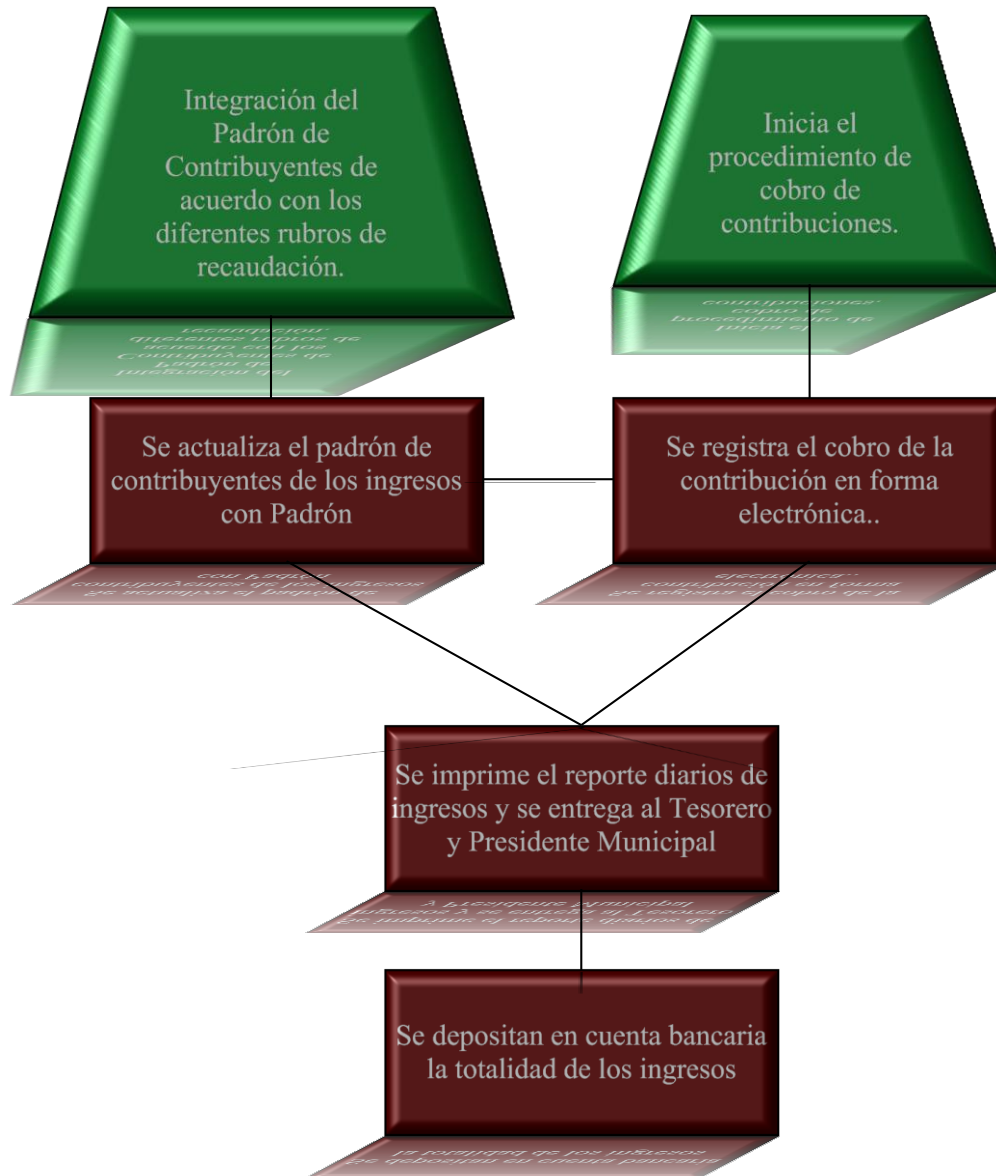 Integración del
Padrón de
Contribuyentes de
acuerdo con los
diferentes rubros de
recaudación.
Inicia el
procedimiento de
cobro de
contribuciones.
Se actualiza el padrón de
contribuyentes de los ingresos
con Padrón
Se registra el cobro de la
contribución en forma
electrónica..
Se imprime el reporte diarios de
ingresos y se entrega al Tesorero
y Presidente Municipal
Se depositan en cuenta bancaria
la totalidad de los ingresos